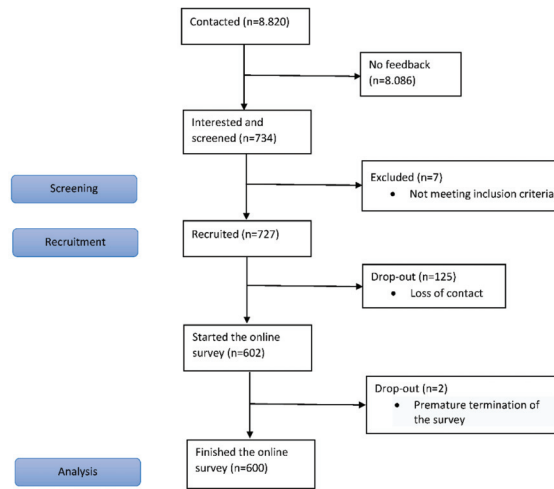 Contacted (n=8.820)
No feedback
(n=8.086)
Interested and
screened (n=734)
Excluded (n=7)
• Not meeting inclusion criteria
Screening
Recruited (n=727)
Recruitment
Drop-out (n=125)
• Loss of contact
Started the online
survey (n=602)
Drop-out (n=2)
• Premature termination of
the survey
Finished the online
survey (n=600)
Analysis